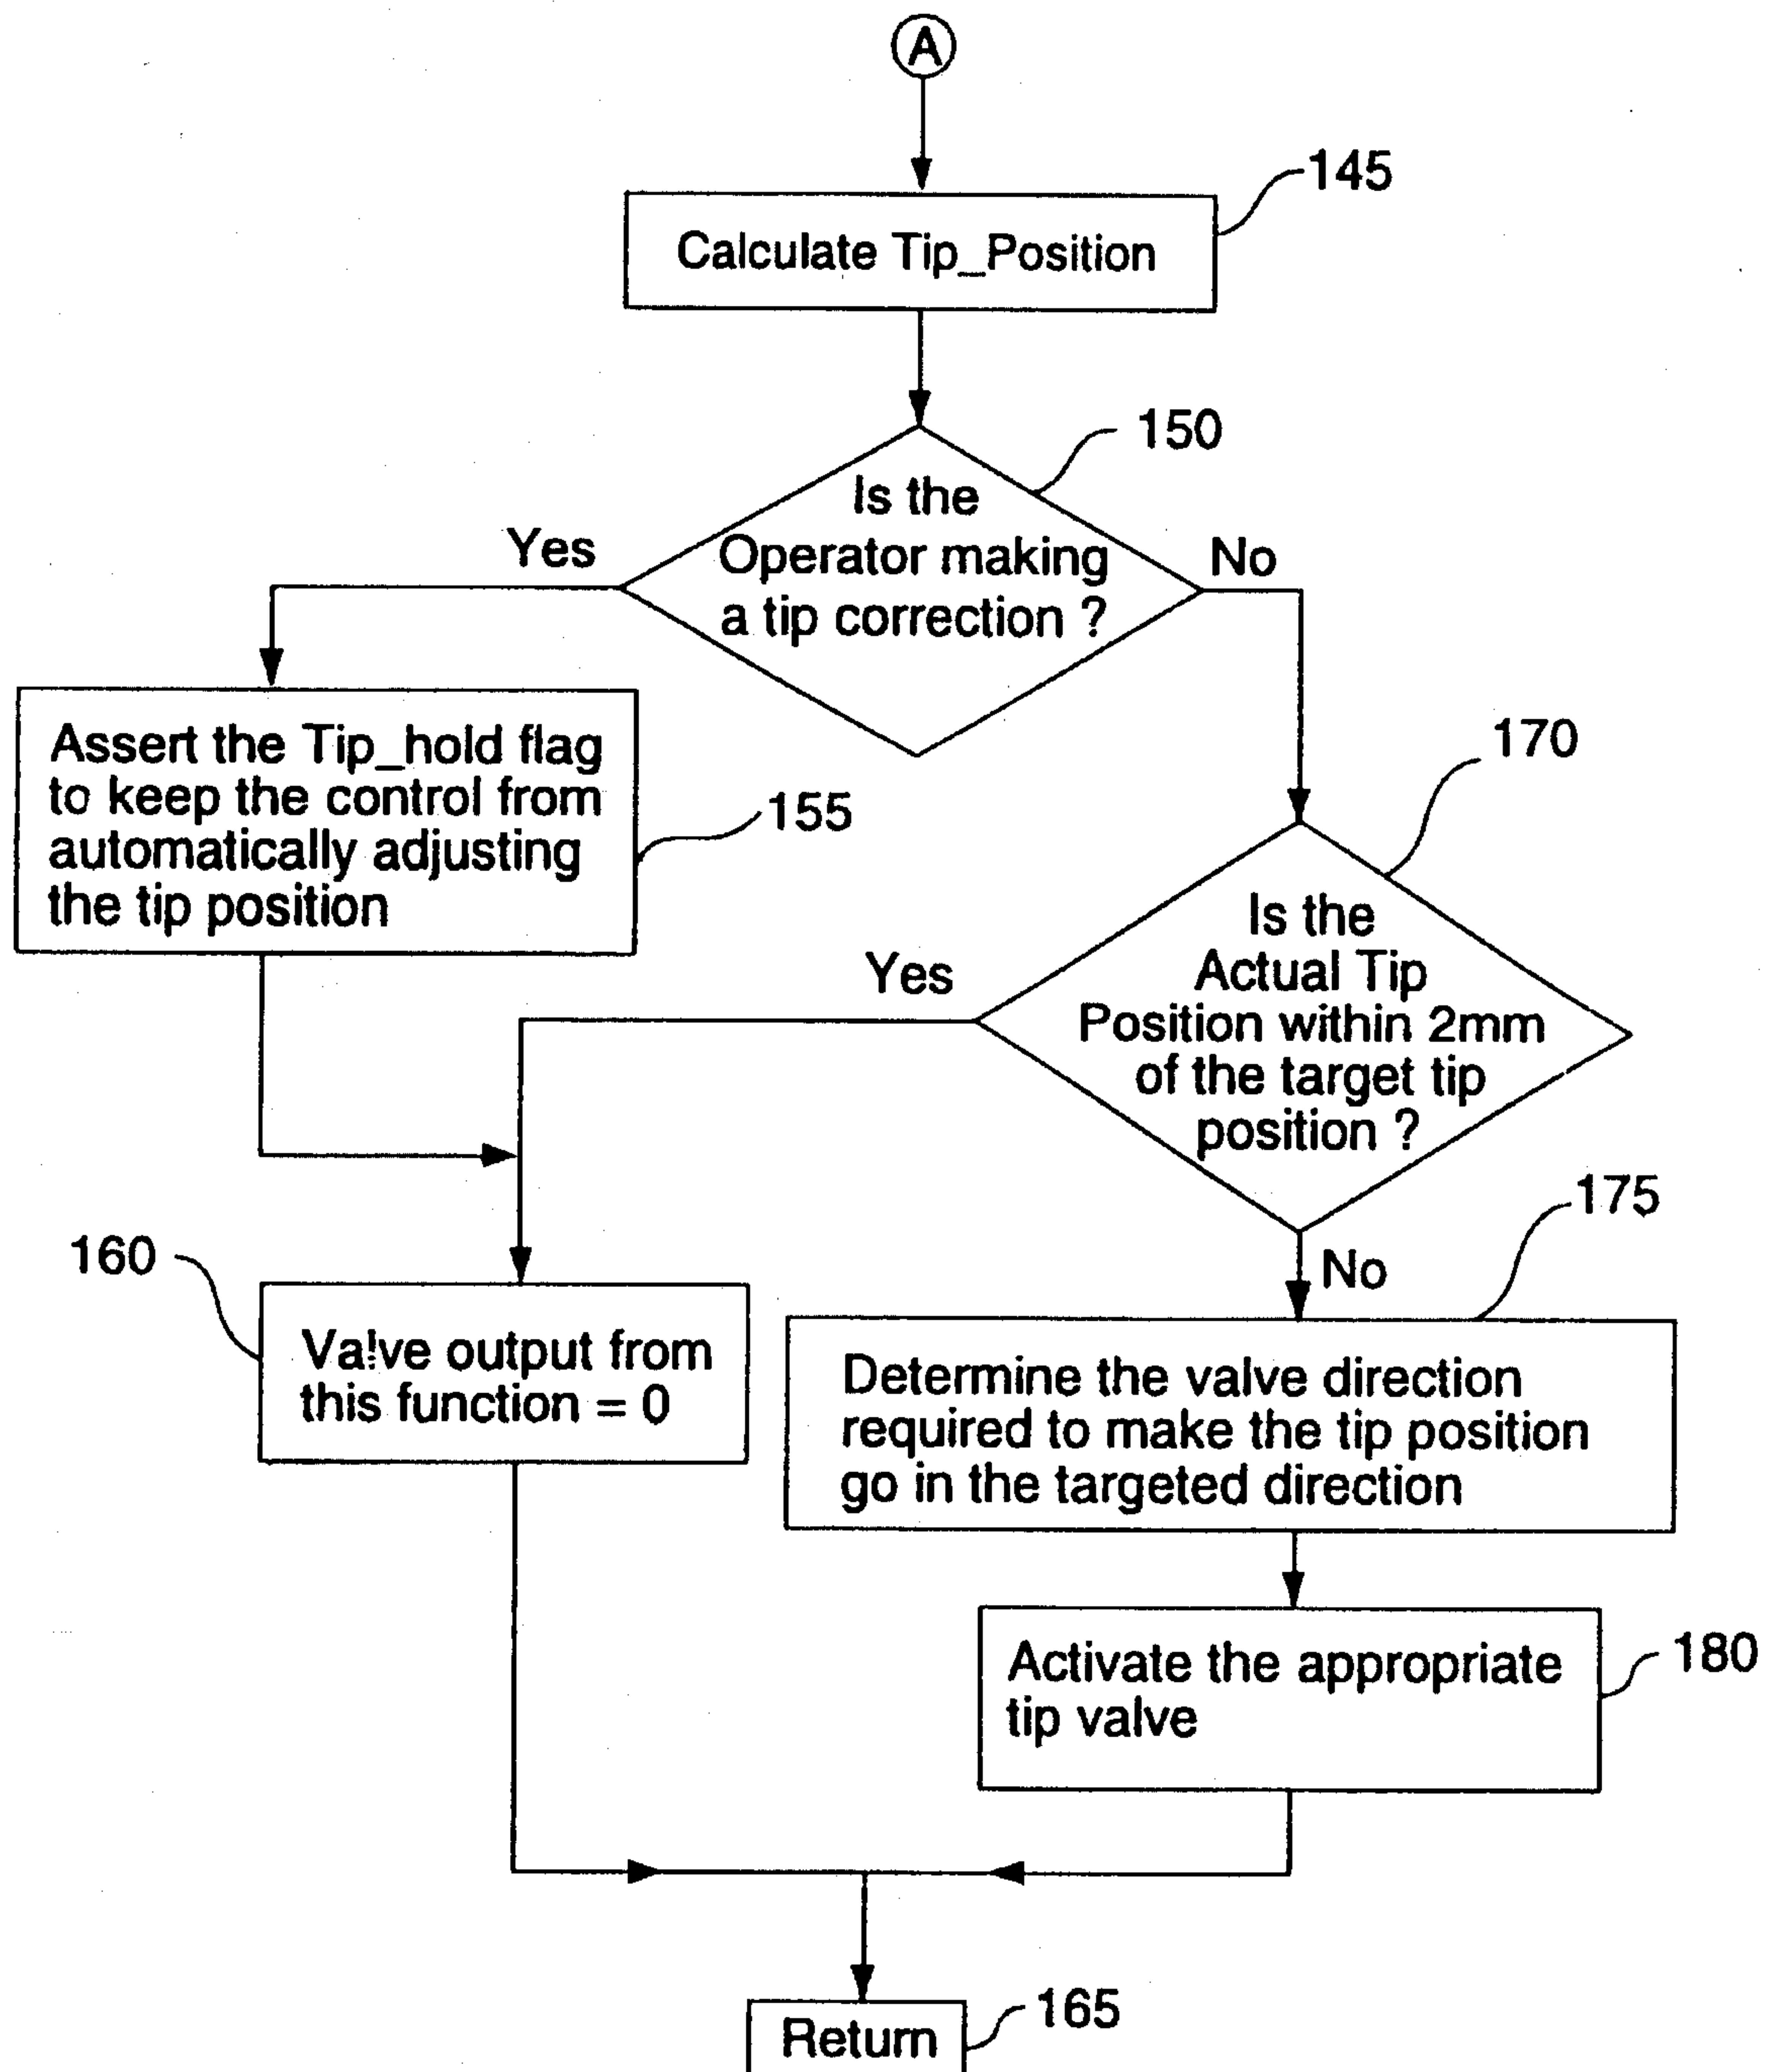 A
145
Calculate Tip_Position
150
Is the
Operator making
a tip correction ?
Yes
No
Assert the Tip_hold flag
to keep the control from
automatically adjusting
the tip position
155
170
Is the
Actual Tip
Position within 2mm
of the target tip
position ?
Yes
No
160
Valve output from
this function = 0
175
Determine the valve direction
required to make the tip position
go in the targeted direction
Activate the appropriate
tip valve
180
Return
165